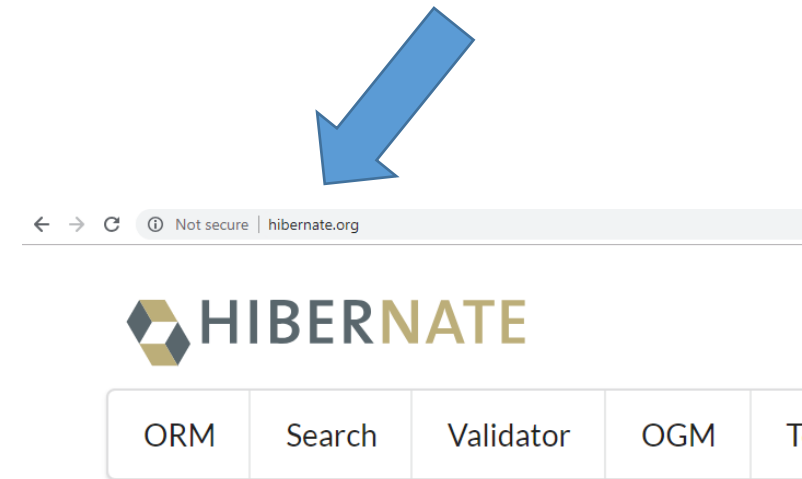 Not secure | hibernate.org
HIBERNATE
ORM Search Validator OGM T